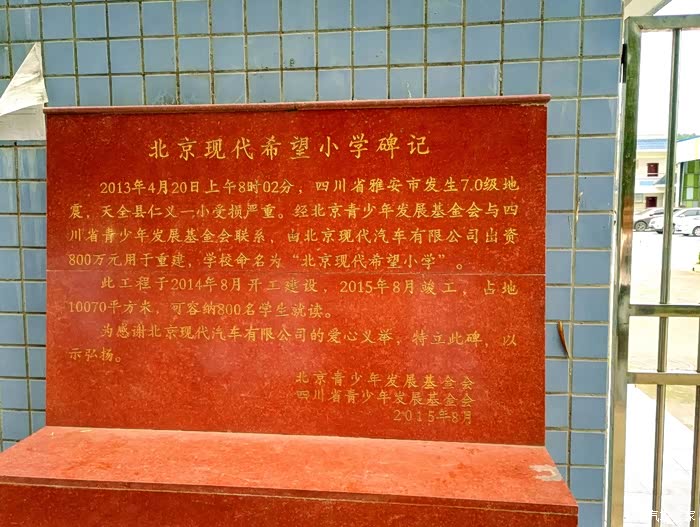 北京现代希望小学碑记
2013年4月20日上午8时02分，四川省雅安市发生7.0级地
震，天全县仁义一小受损严重。经北京青少年发展基金会与四
川省青少年发展基金会联系，由北京现代汽车有限公司出资
800万元用于重建，学校命名为“北京现代希望小学”。
此工程于2014年8月开工建设，2015年8月竣工，占地
10070平方米，可容纳800名学生就读。
为感谢北京现代汽车有限公司的爱心义举，特立此碑，以
示弘扬。
北京青少年发展基金会
四川省青少年发展基金会
2015年8月